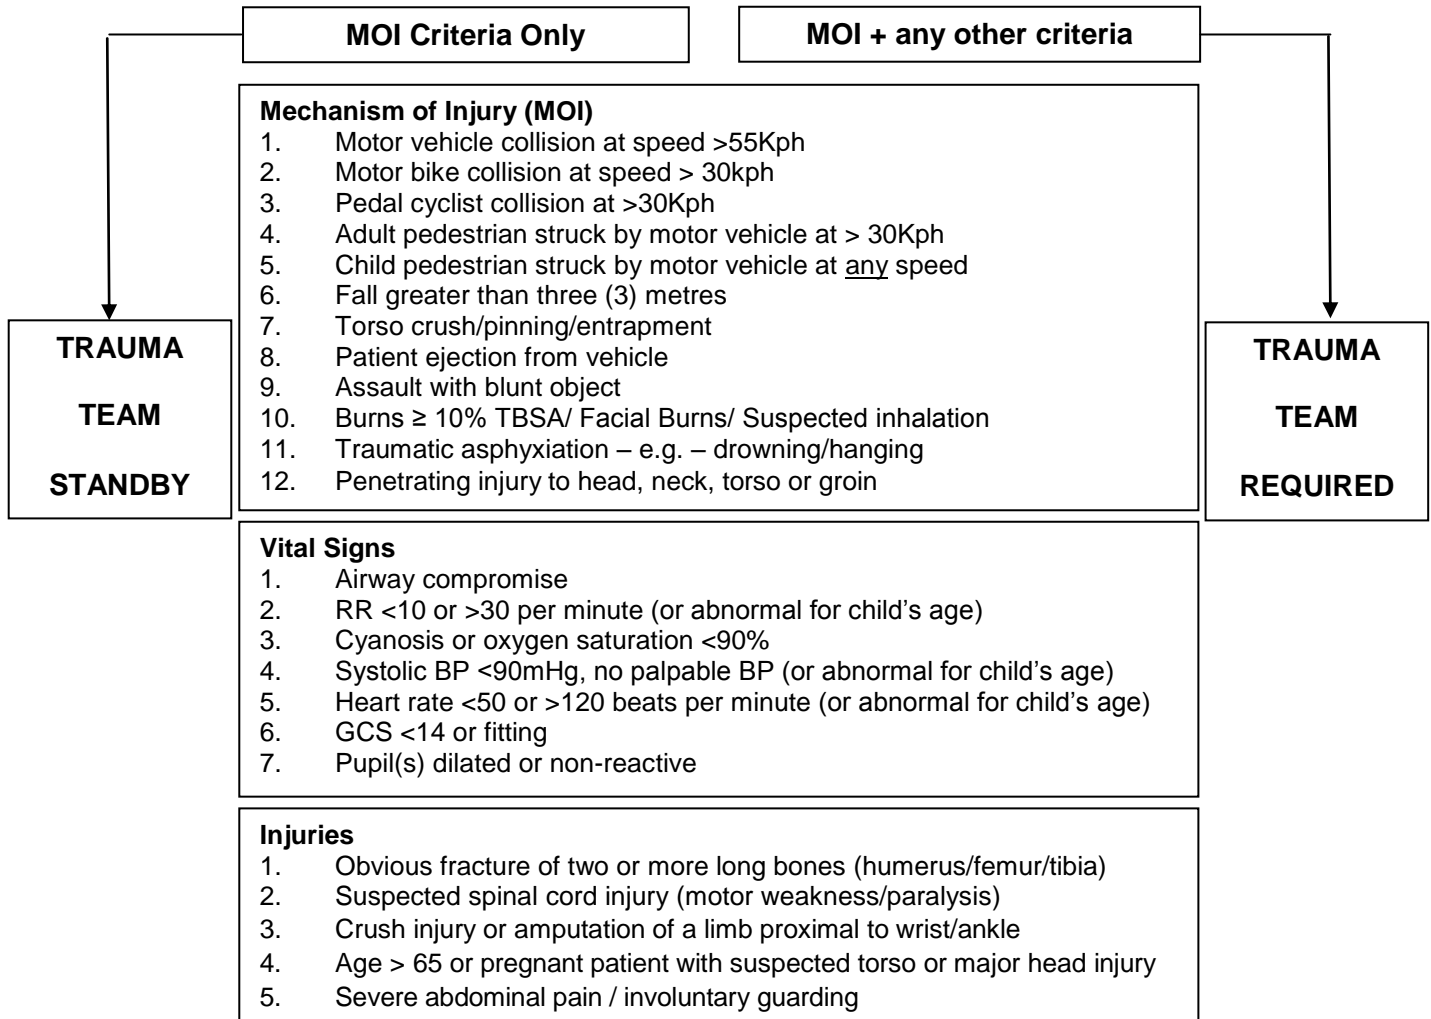 MOI Criteria Only
MOI + any other criteria
Mechanism of Injury (MOI)
1. Motor vehicle collision at speed >55Kph
2. Motor bike collision at speed > 30kph
3. Pedal cyclist collision at >30Kph
4. Adult pedestrian struck by motor vehicle at > 30Kph
5. Child pedestrian struck by motor vehicle at any speed
6. Fall greater than three (3) metres
7. Torso crush/pinning/entrapment
8. Patient ejection from vehicle
9. Assault with blunt object
10. Burns ≥ 10% TBSA/ Facial Burns/ Suspected inhalation
11. Traumatic asphyxiation – e.g. – drowning/hanging
12. Penetrating injury to head, neck, torso or groin
TRAUMA
TEAM
STANDBY
TRAUMA
TEAM
REQUIRED
Vital Signs
1. Airway compromise
2. RR <10 or >30 per minute (or abnormal for child’s age)
3. Cyanosis or oxygen saturation <90%
4. Systolic BP <90mHg, no palpable BP (or abnormal for child’s age)
5. Heart rate <50 or >120 beats per minute (or abnormal for child’s age)
6. GCS <14 or fitting
7. Pupil(s) dilated or non-reactive
Injuries
1. Obvious fracture of two or more long bones (humerus/femur/tibia)
2. Suspected spinal cord injury (motor weakness/paralysis)
3. Crush injury or amputation of a limb proximal to wrist/ankle
4. Age > 65 or pregnant patient with suspected torso or major head injury
5. Severe abdominal pain / involuntary guarding